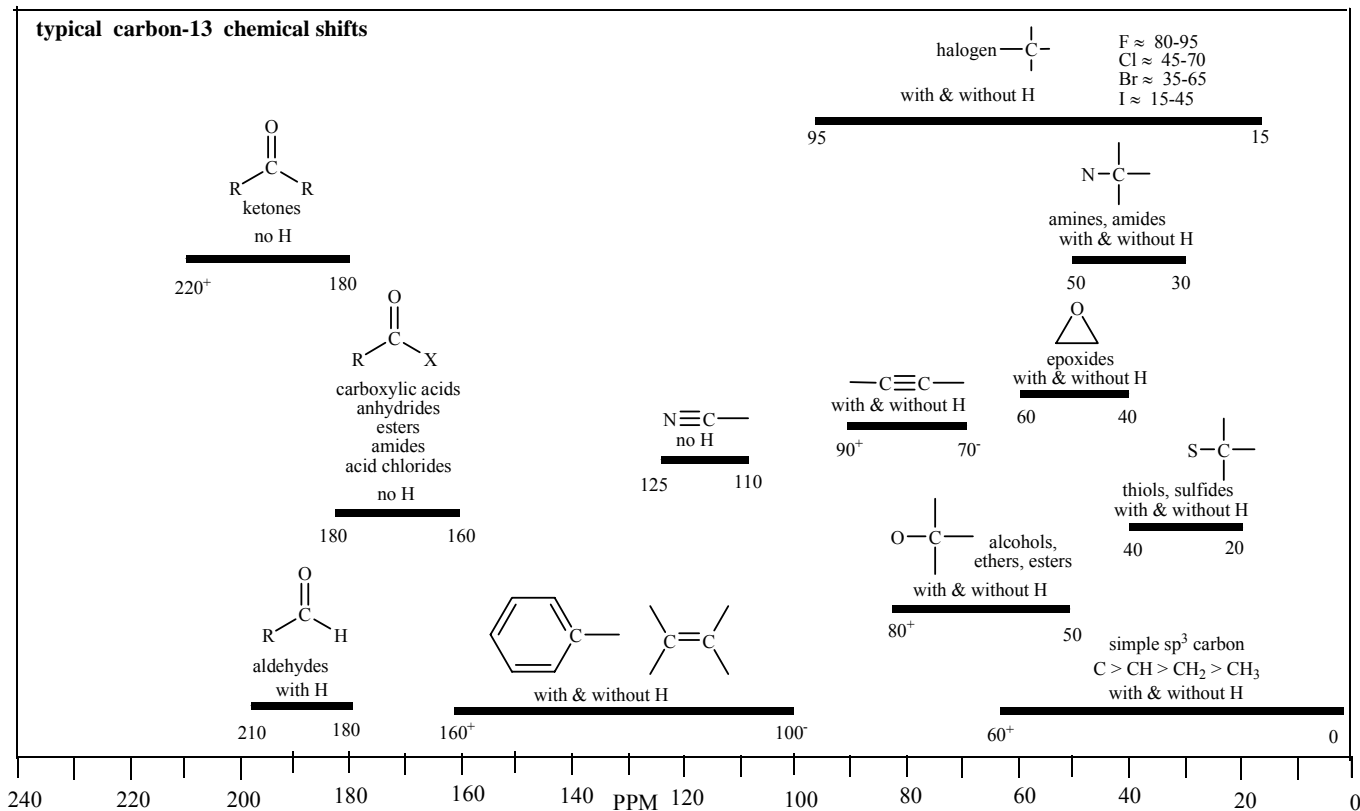 typical carbon-13 chemical shifts
halogen C
with & without H
F ≈ 80-95
Cl ≈ 45-70
Br ≈ 35-65
I ≈ 15-45
95 15
O
C
R R
ketones
no H
220⁺ 180
N C
amines, amides
with & without H
50 30
O
C
R X
carboxylic acids
anhydrides
esters
amides
acid chlorides
no H
180 160
N C
no H
125 110
C C
with & without H
90⁺ 70⁻
O
epoxides
with & without H
60 40
S C
thiols, sulfides
with & without H
40 20
O C
alcohols,
ethers, esters
with & without H
80⁺ 50
O
C
R H
aldehydes
with H
210 180
C C C
with & without H
160⁺ 100⁻
simple sp³ carbon
C > CH > CH₂ > CH₃
with & without H
60⁺ 0
240 220 200 180 160 140 PPM 120 100 80 60 40 20 0